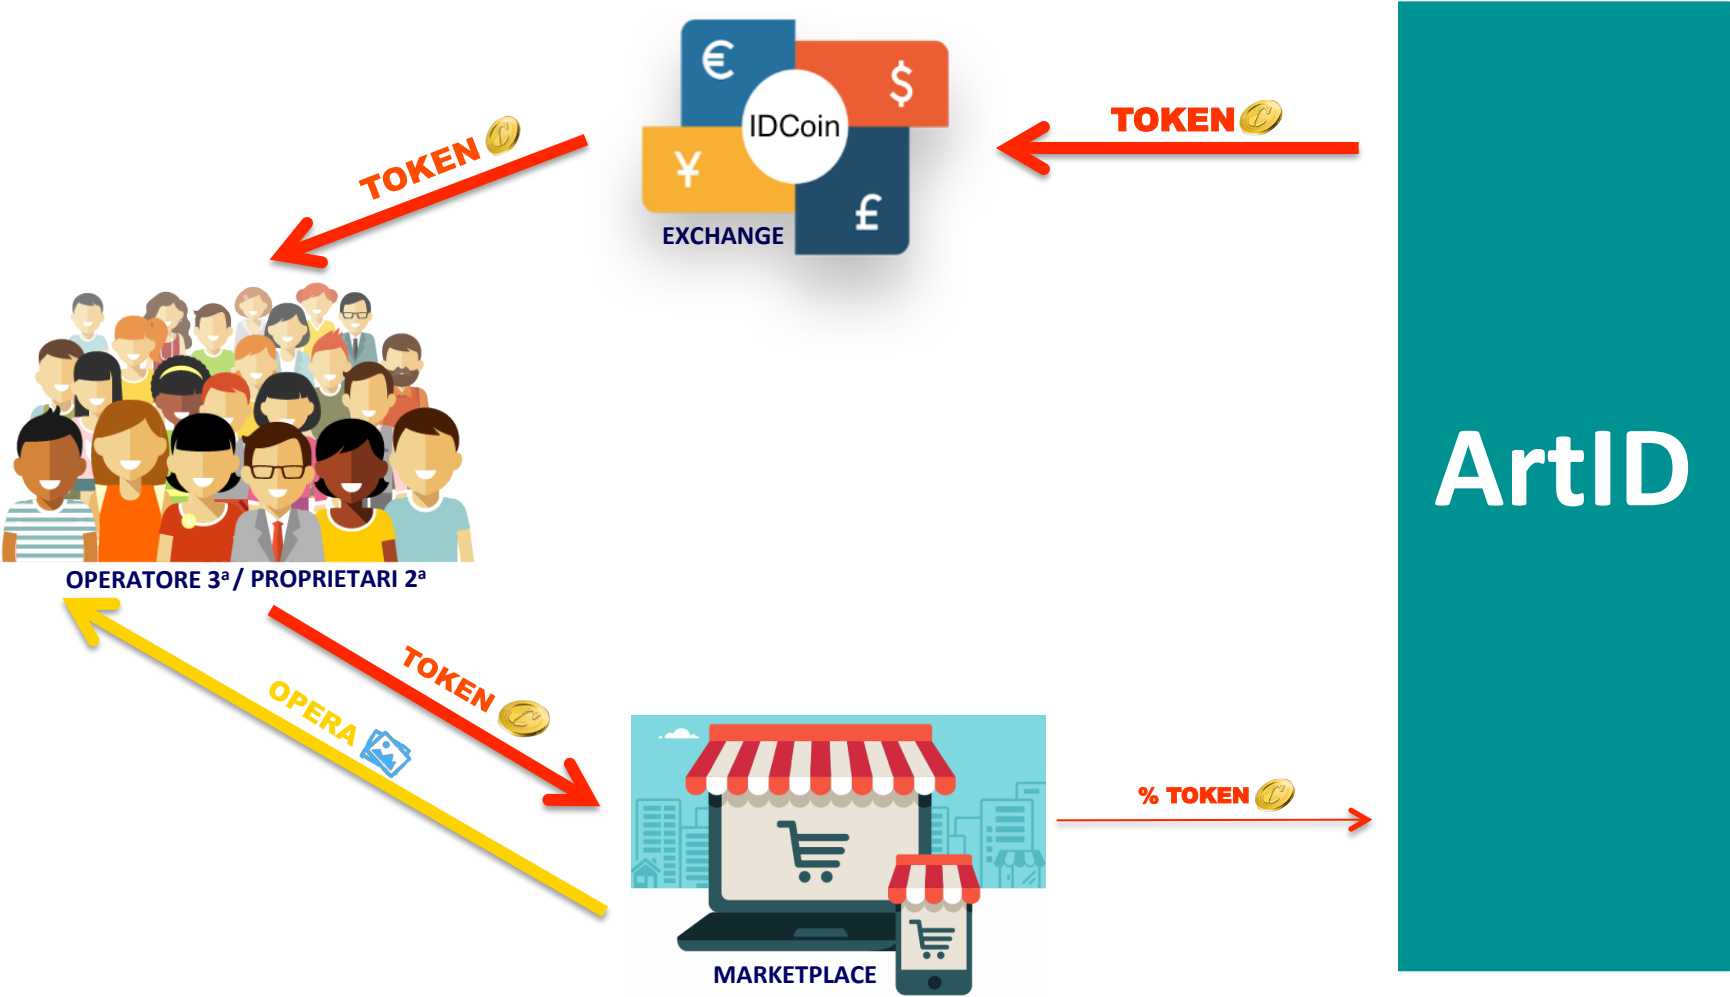 €
$
IDCoin
¥
£
EXCHANGE
TOKEN
TOKEN
ArtID
OPERATORE 3ª/ PROPRIETARI 2ª
TOKEN
OPERA
% TOKEN
MARKETPLACE